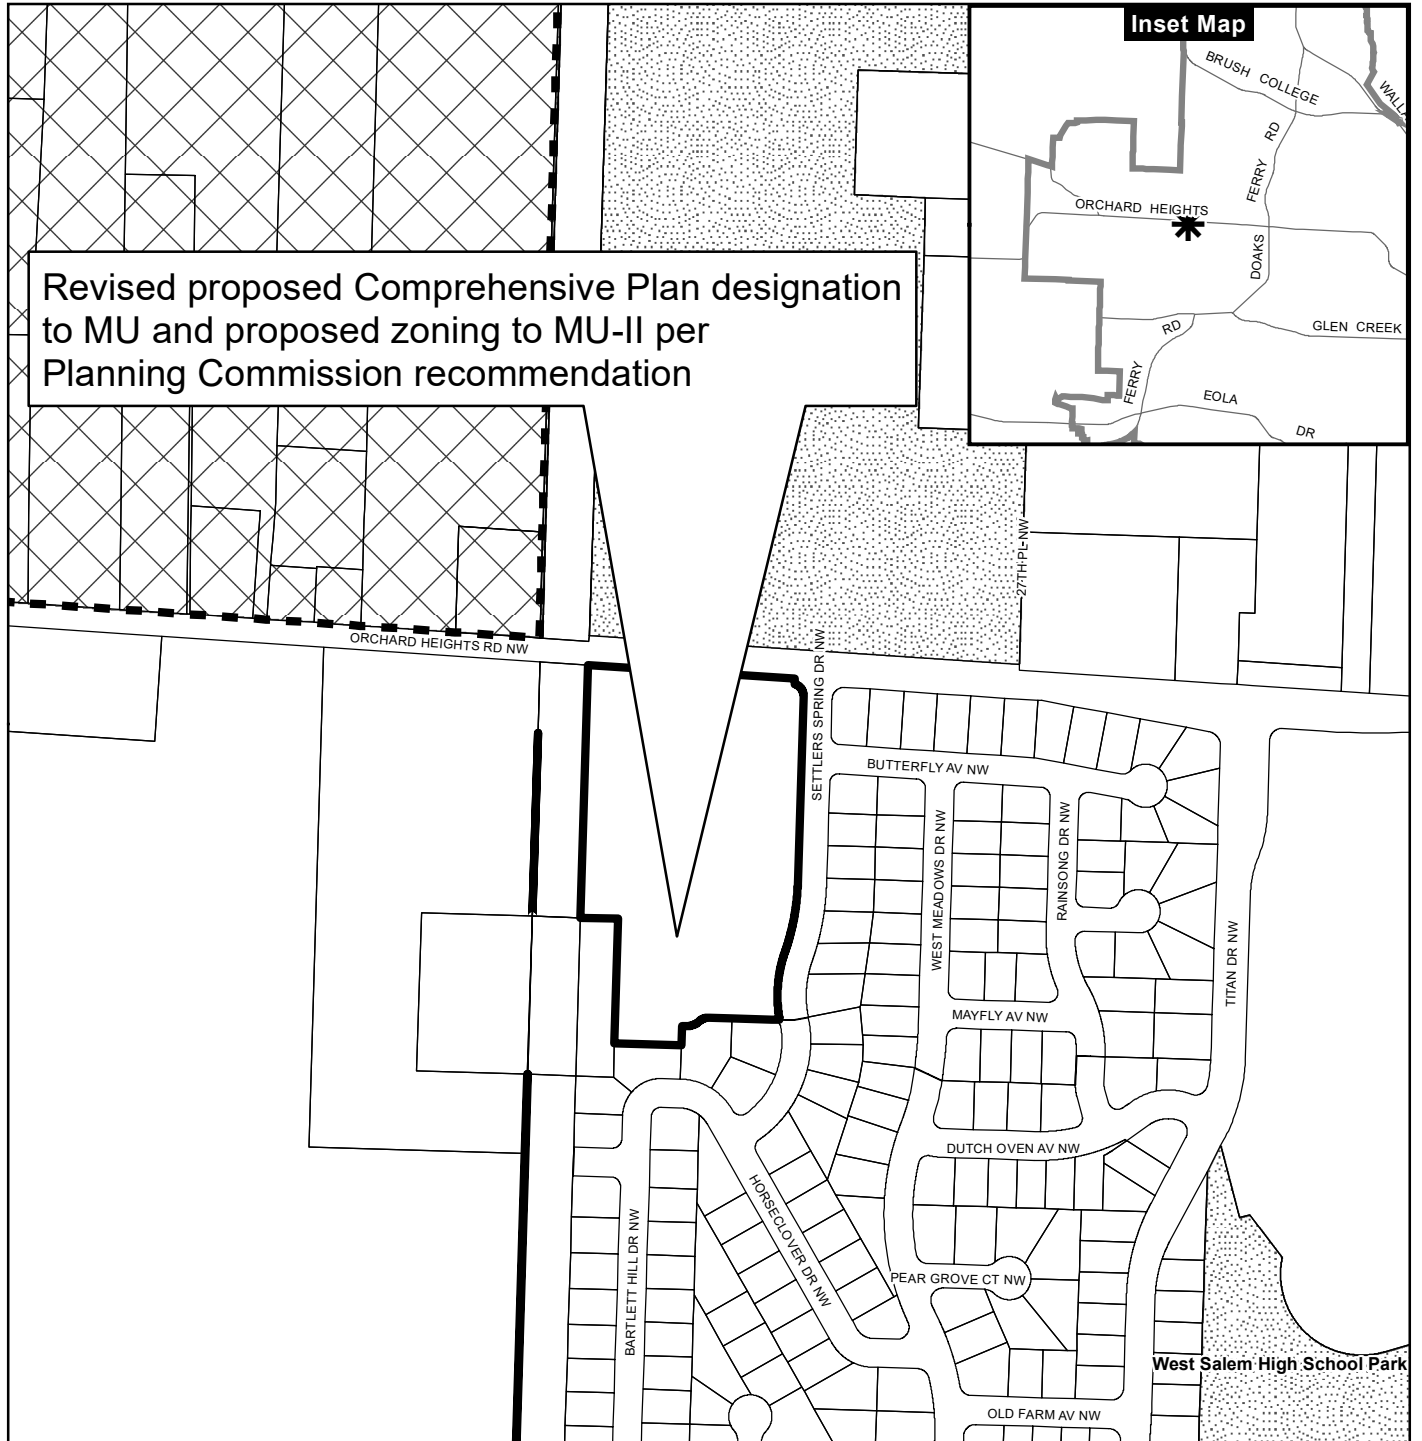 Inset Map
BRUSH COLLEGE
FERRY RD
ORCHARD HEIGHTS
DOAKS
GLEN CREEK
FERRY RD
EOLA
DR
Revised proposed Comprehensive Plan designation
to MU and proposed zoning to MU-II per
Planning Commission recommendation
27TH PL NW
ORCHARD HEIGHTS RD NW
SETTLERS SPRING DR NW
BUTTERFLY AV NW
WEST MEADOWS DR NW
RAINSONG DR NW
TITAN DR NW
MAYFLY AV NW
DUTCH OVEN AV NW
HORSECLOVER DR NW
BARTLETT HILL DR NW
PEAR GROVE CT NW
West Salem High School Park
OLD FARM AV NW